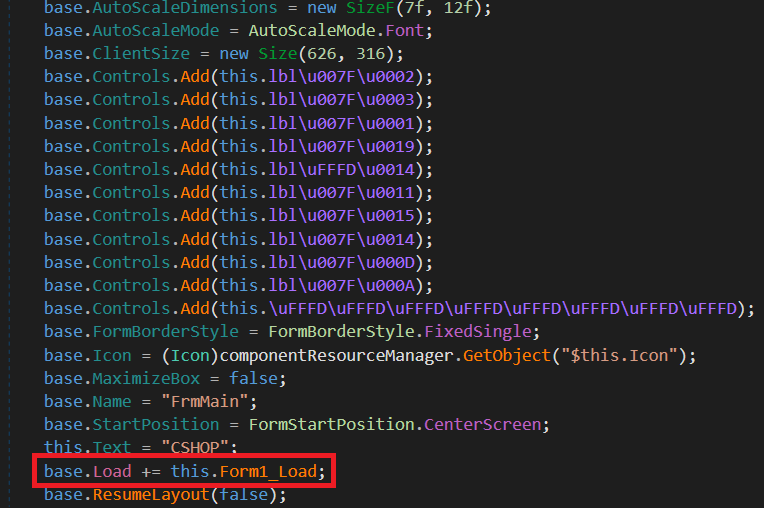 base.AutoScaleDimensions = new SizeF(7f, 12f);
base.AutoScaleMode = AutoScaleMode.Font;
base.ClientSize = new Size(626, 316);
base.Controls.Add(this.lbl\u007F\u0002);
base.Controls.Add(this.lbl\u007F\u0003);
base.Controls.Add(this.lbl\u007F\u0001);
base.Controls.Add(this.lbl\u007F\u0019);
base.Controls.Add(this.lbl\uFFFD\u0014);
base.Controls.Add(this.lbl\u007F\u0011);
base.Controls.Add(this.lbl\u007F\u0015);
base.Controls.Add(this.lbl\u007F\u0014);
base.Controls.Add(this.lbl\u007F\u000D);
base.Controls.Add(this.lbl\u007F\u000A);
base.Controls.Add(this.\uFFFD\uFFFD\uFFFD\uFFFD\uFFFD\uFFFD\uFFFD\uFFFD);
base.FormBorderStyle = FormBorderStyle.FixedSingle;
base.Icon = (Icon)componentResourceManager.GetObject("$this.Icon");
base.MaximizeBox = false;
base.Name = "FrmMain";
base.StartPosition = FormStartPosition.CenterScreen;
this.Text = "CSHOP";
base.Load += this.Form1_Load;
base.ResumeLayout(false);